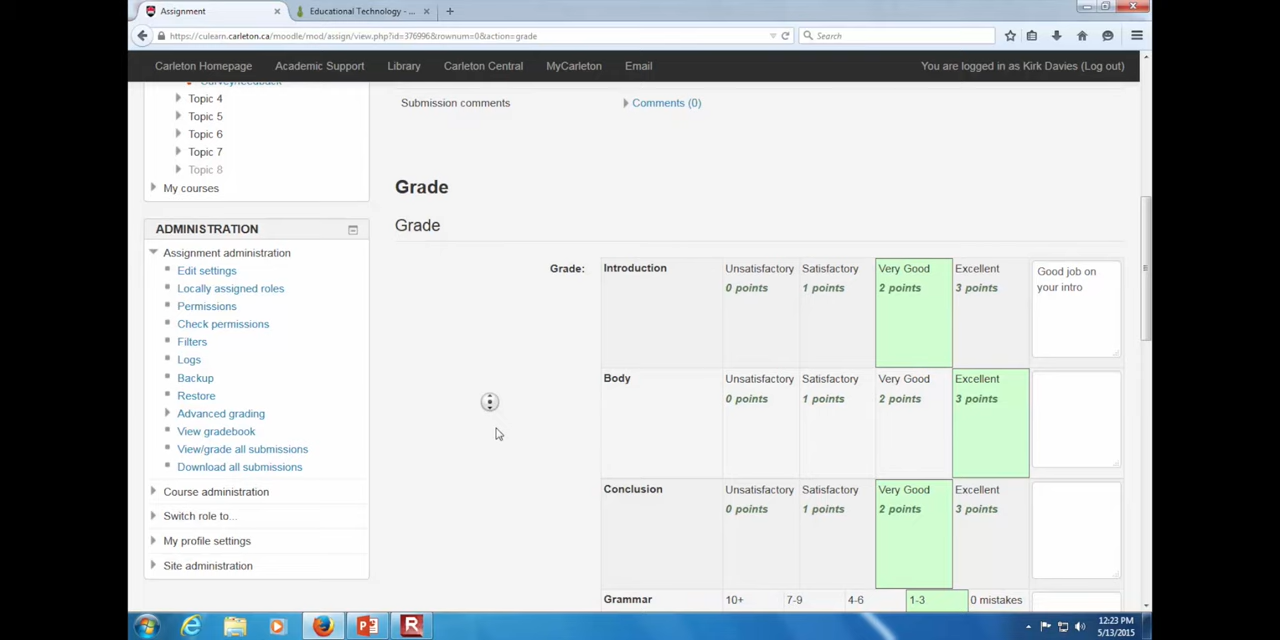 Assignment
Educational Technology - ...
https://culearn.carleton.ca/moodle/mod/assign/view.php?id=376996&rownum=0&action=grade
Search
Carleton Homepage
Academic Support
Library
Carleton Central
MyCarleton
Email
You are logged in as Kirk Davies (Log out)
Topic 4
Topic 5
Topic 6
Topic 7
Topic 8
My courses
ADMINISTRATION
Assignment administration
Edit settings
Locally assigned roles
Permissions
Check permissions
Filters
Logs
Backup
Restore
Advanced grading
View gradebook
View/grade all submissions
Download all submissions
Course administration
Switch role to...
My profile settings
Site administration
Submission comments
Comments (0)
Grade
Grade
Grade:
Introduction
Unsatisfactory
0 points
Satisfactory
1 points
Very Good
2 points
Excellent
3 points
Good job on
your intro
Body
Unsatisfactory
0 points
Satisfactory
1 points
Very Good
2 points
Excellent
3 points
Conclusion
Unsatisfactory
0 points
Satisfactory
1 points
Very Good
2 points
Excellent
3 points
Grammar
10+
7-9
4-6
1-3
0 mistakes
12:23 PM
5/13/2015